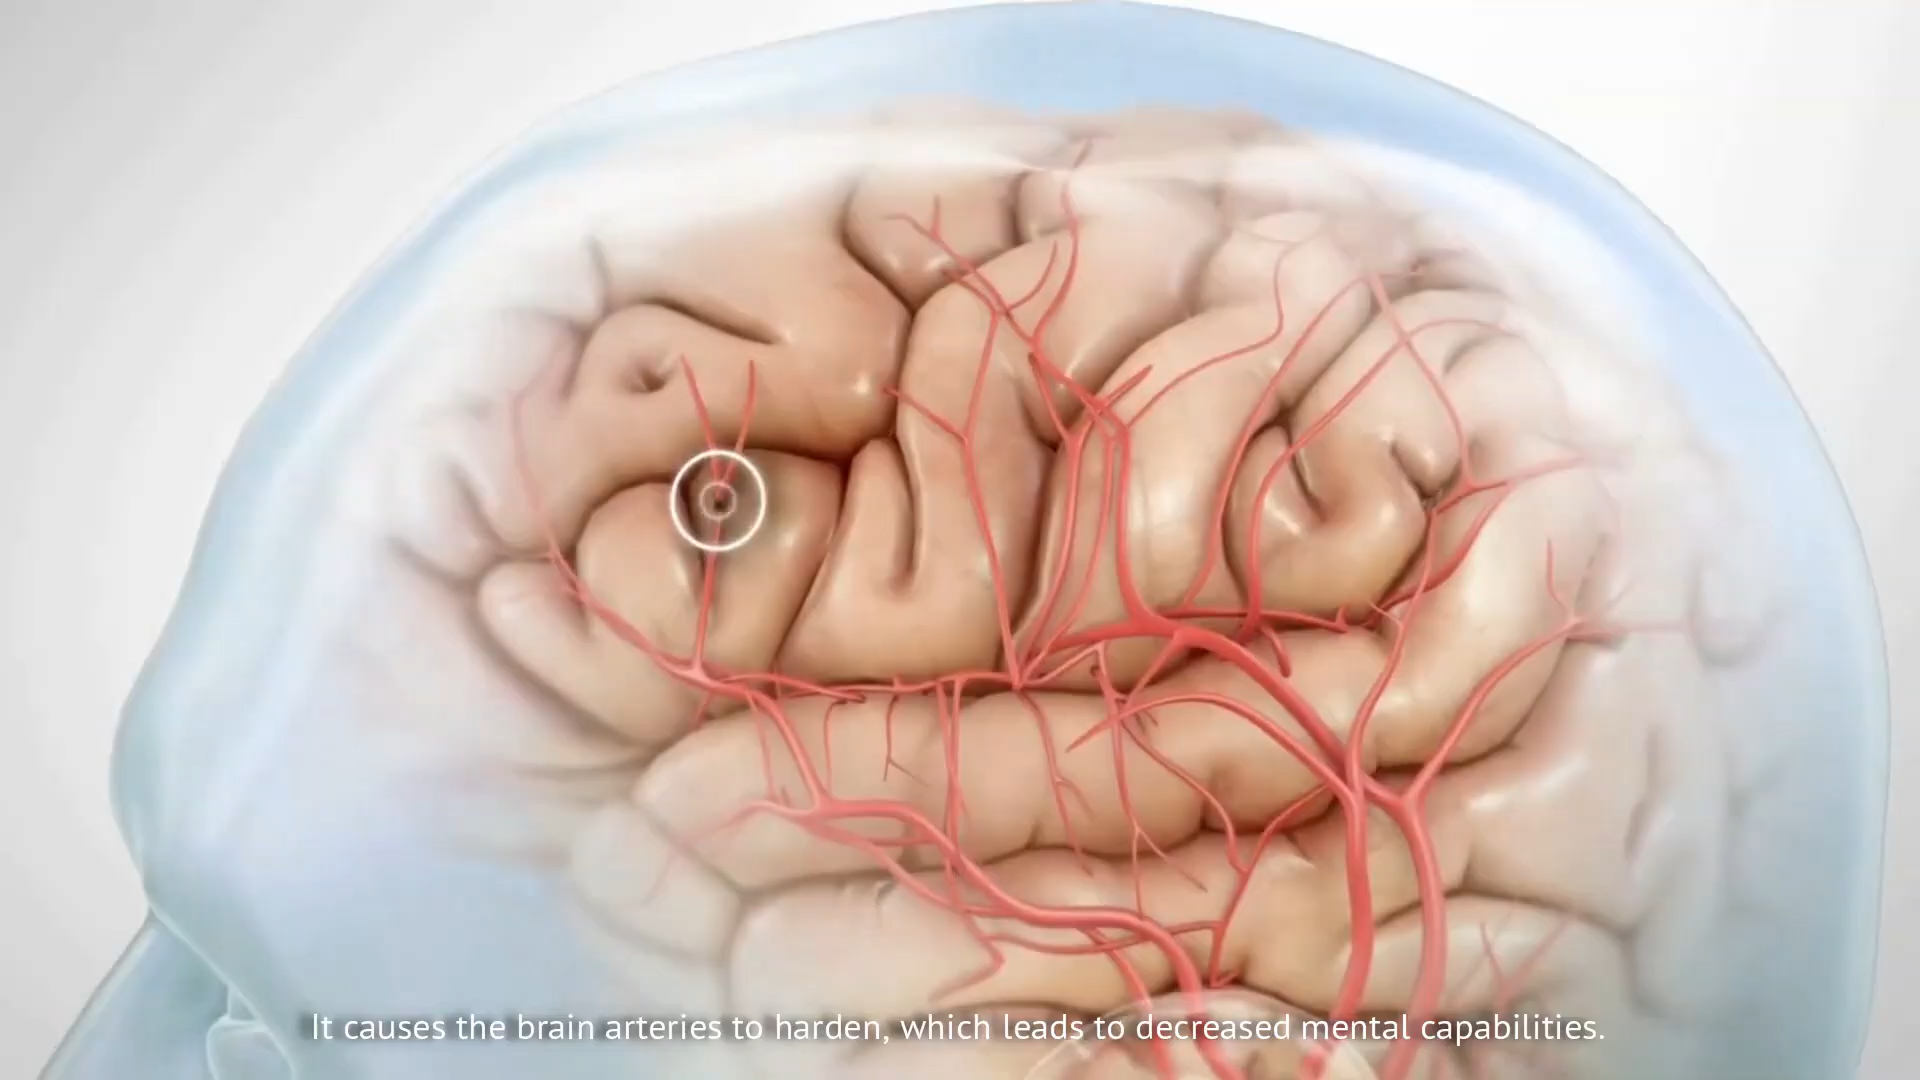 It causes the brain arteries to harden, which leads to decreased mental capabilities.